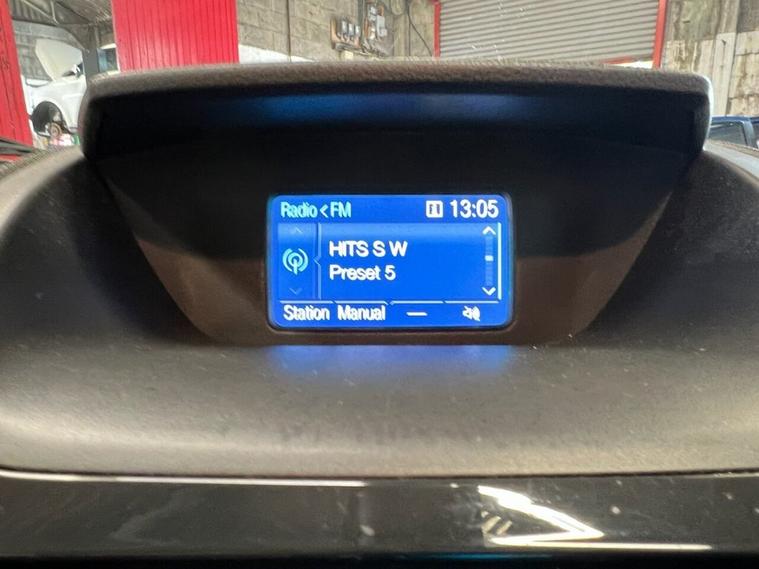 Radio < FM 13:05
HITS S W
Preset 5
Station Manual —